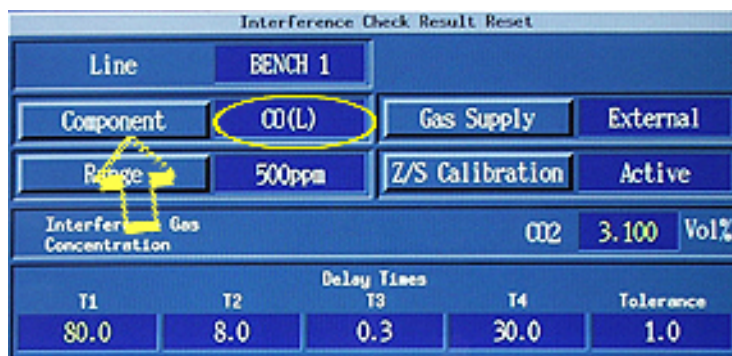 Interference Check Result Reset
Line BENCH 1
Component CO(L) Gas Supply External
Range 500ppm Z/S Calibration Active
Interference Gas
Concentration
CO2 3.100 Vol%
Delay Times
T1 T2 T3 T4 Tolerance
80.0 8.0 0.3 30.0 1.0